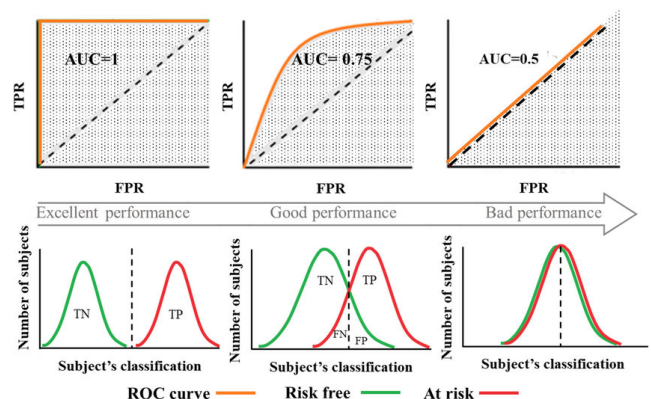 TPR
AUC=1
FPR
TPR
AUC= 0.75
FPR
TPR
AUC=0.5
FPR
Excellent performance
Good performance
Bad performance
Number of subjects
TN
TP
Subject's classification
Number of subjects
TN
TP
FN
FP
Subject's classification
Number of subjects
Subject's classification
ROC curve
Risk free
At risk